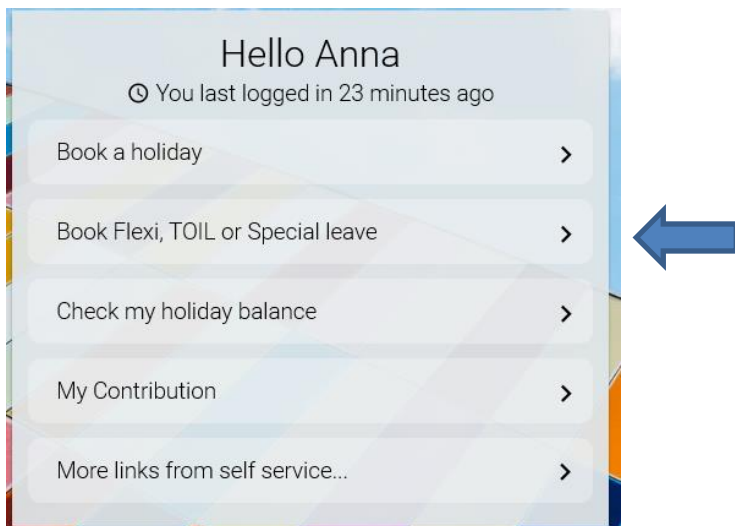 Hello Anna
You last logged in 23 minutes ago
Book a holiday
Book Flexi, TOIL or Special leave
Check my holiday balance
My Contribution
More links from self service...